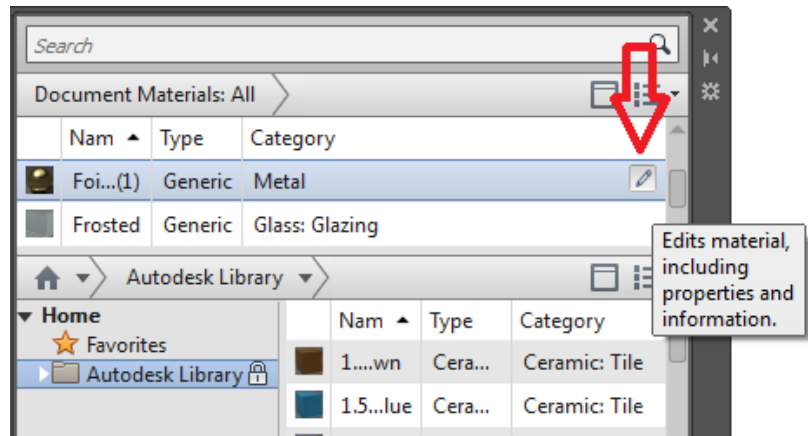 Search
Document Materials: All
Nam Type Category
Foi...(1) Generic Metal
Frosted Generic Glass: Glazing
Edits material,
including
properties and
information.
Autodesk Library
Home
Favorites
Autodesk Library
Nam Type Category
1....wn Cera... Ceramic: Tile
1.5...lue Cera... Ceramic: Tile